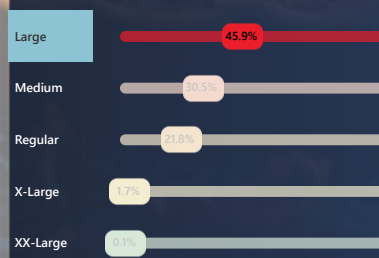 Large 45.9%
Medium 30.5%
Regular 21.8%
X-Large 1.7%
XX-Large 0.1%